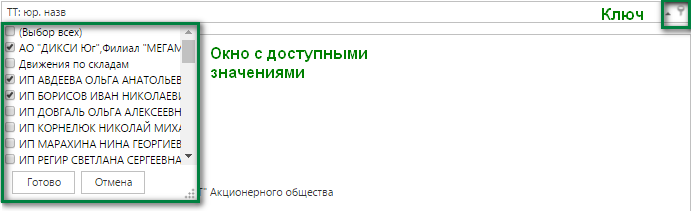 ТТ: юр. назв
Ключ
(Выбор всех)
АО "ДИКСИ Юг",Филиал "МЕГАМ
Движения по складам
ИП АВДЕЕВА ОЛЬГА АНАТОЛЬЕВ
ИП БОРИСОВ ИВАН НИКОЛАЕВИ
ИП ДОВГАЛЬ ОЛЬГА АЛЕКСЕЕВН
ИП КОРНЕЛЮК НИКОЛАЙ МИХА
ИП МАРАХИНА НИНА ГЕОРГИЕВ
ИП РЕГИР СВЕТЛАНА СЕРГЕЕВНА
Готово
Отмена
Окно с доступными
значениями
Акционерного общества